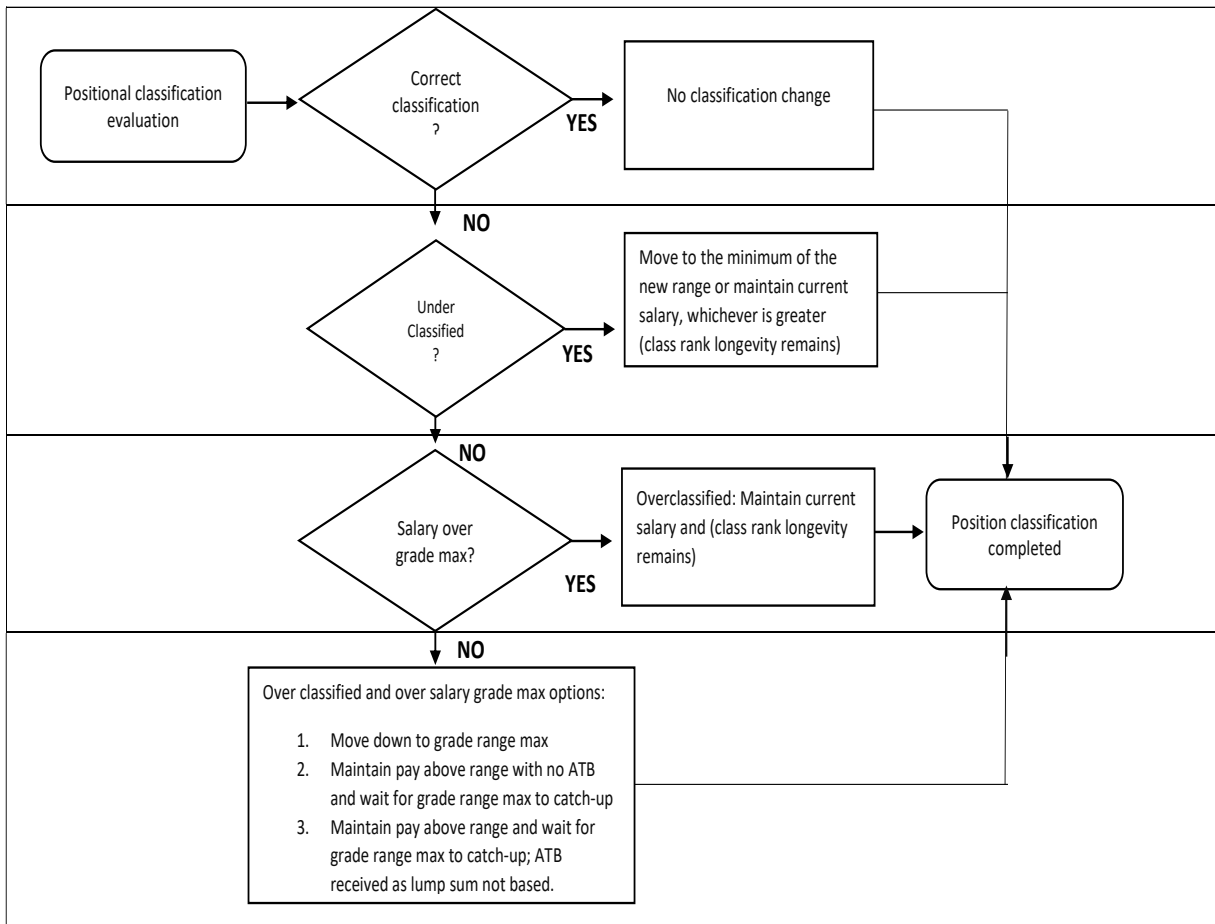 Positional classification
evaluation
Correct
classification
?
YES
No classification change
NO
Under
Classified
?
YES
Move to the minimum of the
new range or maintain current
salary, whichever is greater
(class rank longevity remains)
NO
Salary over
grade max?
YES
Overclassified: Maintain current
salary and (class rank longevity
remains)
Position classification
completed
NO
Over classified and over salary grade max options:
1. Move down to grade range max
2. Maintain pay above range with no ATB
and wait for grade range max to catch-up
3. Maintain pay above range and wait for
grade range max to catch-up; ATB
received as lump sum not based.